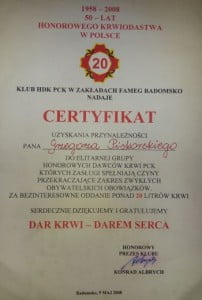 1958 – 2008
50 – LAT
HONOROWEGO KRWIODASTWA
W POLSCE
20
KLUB HDK PCK W ZAKŁADACH FAMEG RADOMSKO
NADAJE
CERTYFIKAT
UZYSKANIA PRZYNALEŻNOŚCI
PANA Grzegorza Piskorskiego
DO ELITARNEJ GRUPY
HONOROWYCH DAWCÓW KRWI PCK
KTÓRYCH ZASŁUGI SPEŁNIAJĄ CZYNY
PRZEKRACZAJĄCE ZAKRES ZWYKŁYCH
OBYWATELSKICH OBOWIĄZKÓW
ZA BEZINTERESOWNE ODDANIE PONAD 20 LITRÓW KRWI
SERDECZNIE DZIĘKUJEMY I GRATULUJEMY
DAR KRWI – DAREM SERCA
HONOROWY
PREZES KLUBU
KONRAD ALBRYCH
Radomsko, 9 MAJ 2008